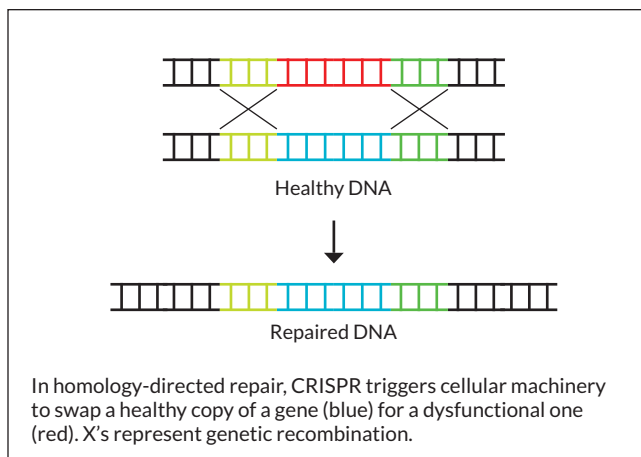 Healthy DNA
Repaired DNA
In homology-directed repair, CRISPR triggers cellular machinery
to swap a healthy copy of a gene (blue) for a dysfunctional one
(red). X's represent genetic recombination.